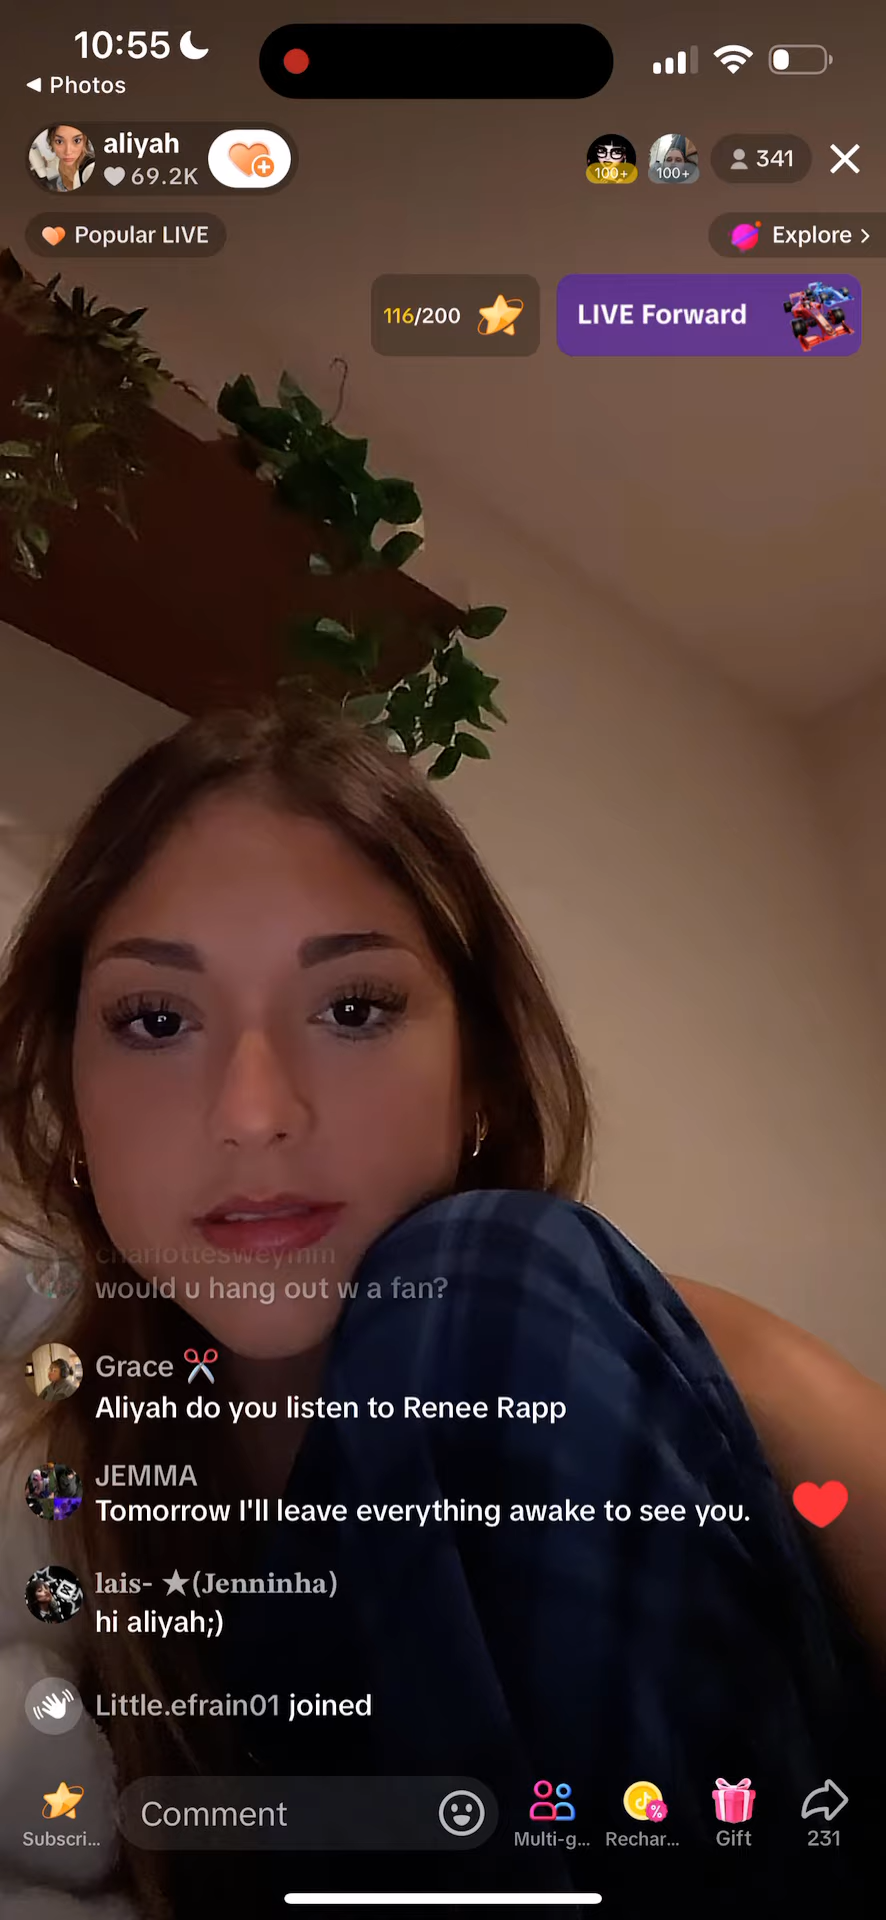 10:55
◀ Photos
aliyah
69.2K
100+
100+
341
Popular LIVE
Explore >
116/200
LIVE Forward
charlottesweymm
would u hang out w a fan?
Grace ✂️
Aliyah do you listen to Renee Rapp
JEMMA
Tomorrow I'll leave everything awake to see you.
lais- ★(Jenninha)
hi aliyah;)
Little.efrain01 joined
Comment
Subscri...
Multi-g...
Rechar...
Gift
231